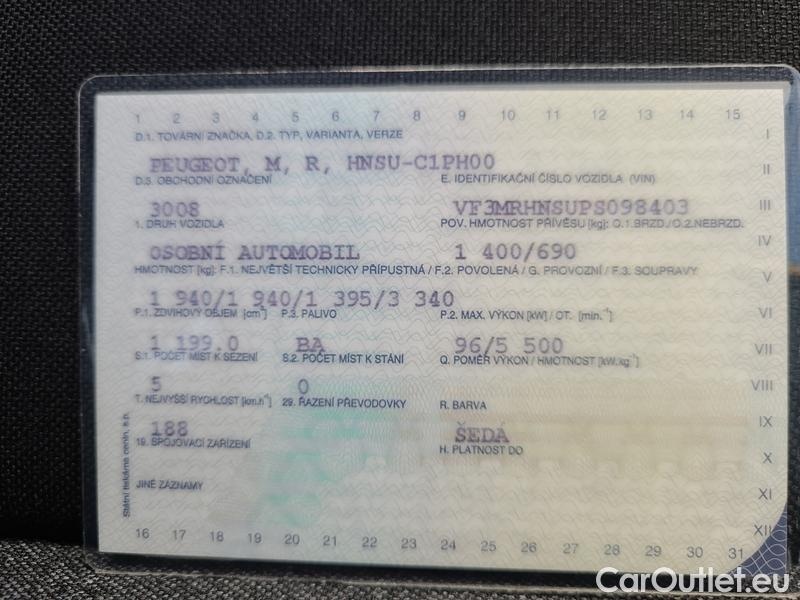 1 2 3 4 5 6 7 8 9 10 11 12 13 14 15
D.1. TOVÁRNÍ ZNAČKA, D.2. TYP, VARIANTA, VERZE I
PEUGEOT, M, R, HNSU-C1PH00 II
D.3. OBCHODNÍ OZNAČENÍ E. IDENTIFIKAČNÍ ČÍSLO VOZIDLA (VIN)
3008 VF3MRHNSUPS098403 III
1. DRUH VOZIDLA POV. HMOTNOST PŘÍVĚSU [kg]: O.1.BRZD./O.2.NEBRZD.
OSOBNÍ AUTOMOBIL 1 400/690 IV
HMOTNOST [kg]: F.1. NEJVĚTŠÍ TECHNICKY PŘÍPUSTNÁ / F.2. POVOLENÁ / G. PROVOZNÍ / F.3. SOUPRAVY V
1 940/1 940/1 395/3 340
P.1. ZDVIHOVÝ OBJEM [cm³] P.3. PALIVO P.2. MAX. VÝKON [kW] / OT. [min.⁻¹] VI
1 199.0 BA 96/5 500 VII
S.1. POČET MÍST K SEZENÍ S.2. POČET MÍST K STÁNÍ Q. POMĚR VÝKON / HMOTNOST [kW.kg⁻¹]
5 0 VIII
T. NEJVYŠŠÍ RYCHLOST [km.h⁻¹] 29. ŘAZENÍ PŘEVODOVKY R. BARVA
188 ŠEDÁ IX
19. SPOJOVACÍ ZAŘÍZENÍ H. PLATNOST DO X
JINÉ ZÁZNAMY XI
Státní tiskárna cenin, s.p.
XII
16 17 18 19 20 21 22 23 24 25 26 27 28 29 30 31
CarOutlet.eu